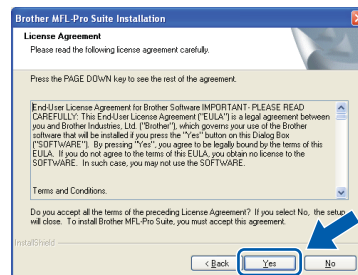 Brother MFL-Pro Suite Installation
License Agreement
Please read the following license agreement carefully.
Press the PAGE DOWN key to see the rest of the agreement.
End-User License Agreement for Brother Software IMPORTANT- PLEASE READ
CAREFULLY: This End-User License Agreement ("EULA") is a legal agreement between
you and Brother Industries, Ltd. ("Brother"), which governs your use of the Brother
software that will be installed if you press the "Yes" button on this Dialog Box
("SOFTWARE"). By pressing "Yes", you agree to be legally bound by the terms of this
EULA. If you do not agree to the terms of this EULA, you obtain no license to the
SOFTWARE. In such case, you may not use the SOFTWARE.
Terms and Conditions.
Do you accept all the terms of the preceding License Agreement? If you select No, the setup
will close. To install Brother MFL-Pro Suite, you must accept this agreement.
InstallShield
< Back
Yes
No